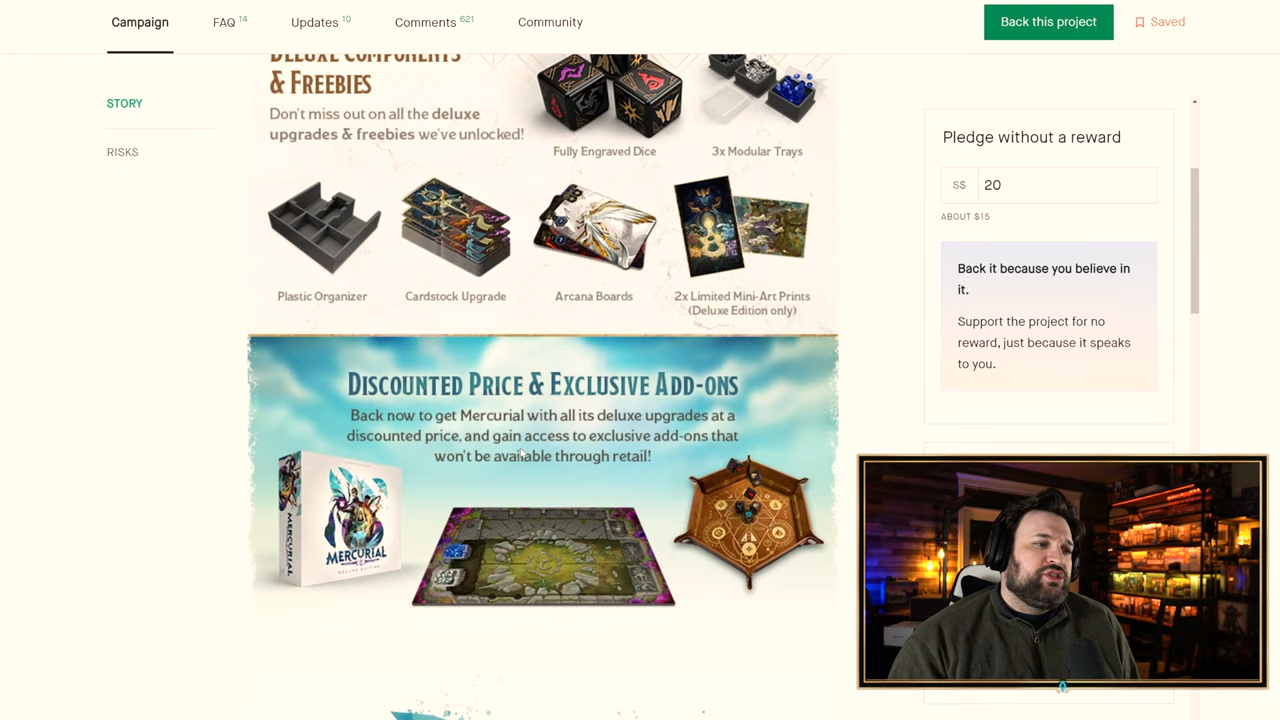 Campaign
FAQ 14
Updates 10
Comments 621
Community
Back this project
Saved
STORY
RISKS
DELUXE COMPONENTS
& FREEBIES
Don't miss out on all the deluxe
upgrades & freebies we've unlocked!
Fully Engraved Dice
3x Modular Trays
Plastic Organizer
Cardstock Upgrade
Arcana Boards
2x Limited Mini-Art Prints
(Deluxe Edition only)
DISCOUNTED PRICE & EXCLUSIVE ADD-ONS
Back now to get Mercurial with all its deluxe upgrades at a
discounted price, and gain access to exclusive add-ons that
won't be available through retail!
MERCURIAL
MERCURIAL
DELUXE EDITION
Pledge without a reward
S$ 20
ABOUT $15
Back it because you believe in
it.
Support the project for no
reward, just because it speaks
to you.